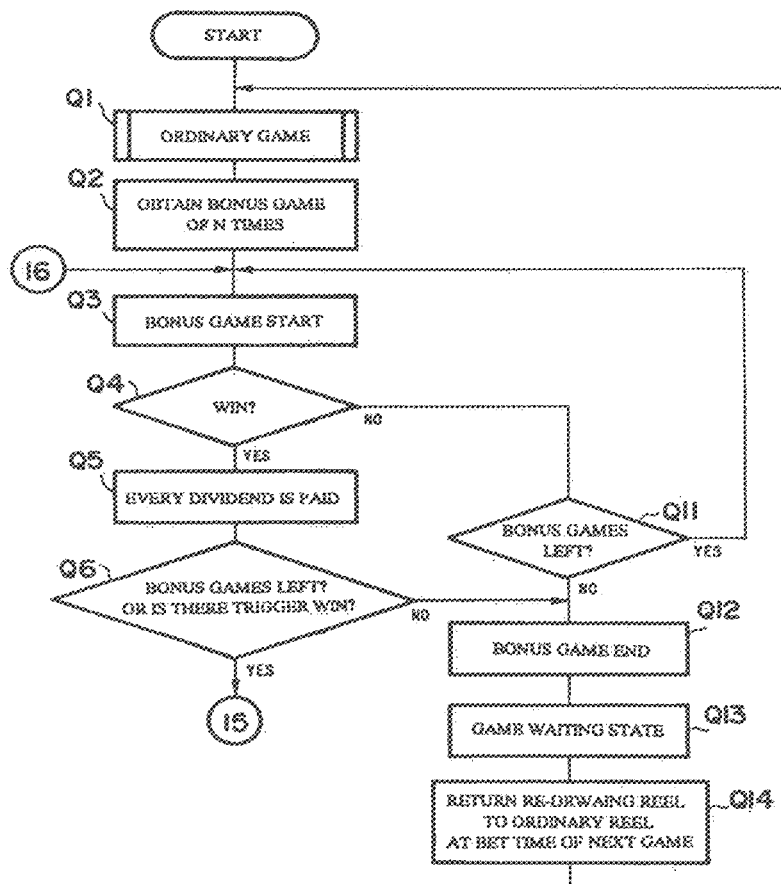 START
Q1
ORDINARY GAME
Q2
OBTAIN BONUS GAME
OF N TIMES
16
Q3
BONUS GAME START
Q4
WIN?
NO
YES
Q5
EVERY DIVIDEND IS PAID
Q11
BONUS GAMES
LEFT?
YES
NO
Q6
BONUS GAMES LEFT?
OR IS THERE TRIGGER WIN?
NO
YES
15
Q12
BONUS GAME END
Q13
GAME WAITING STATE
Q14
RETURN RE-DRWAING REEL
TO ORDINARY REEL
AT BET TIME OF NEXT GAME